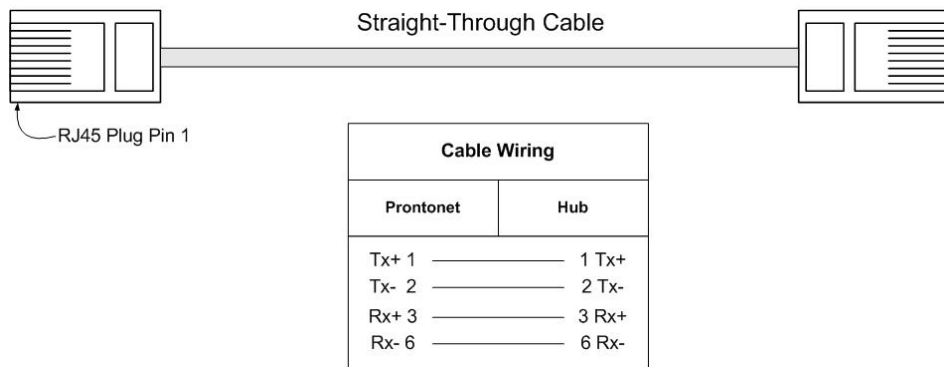 Straight-Through Cable
RJ45 Plug Pin 1
Cable Wiring
Prontonet Hub
Tx+ 1 1 Tx+
Tx- 2 2 Tx-
Rx+ 3 3 Rx+
Rx- 6 6 Rx-